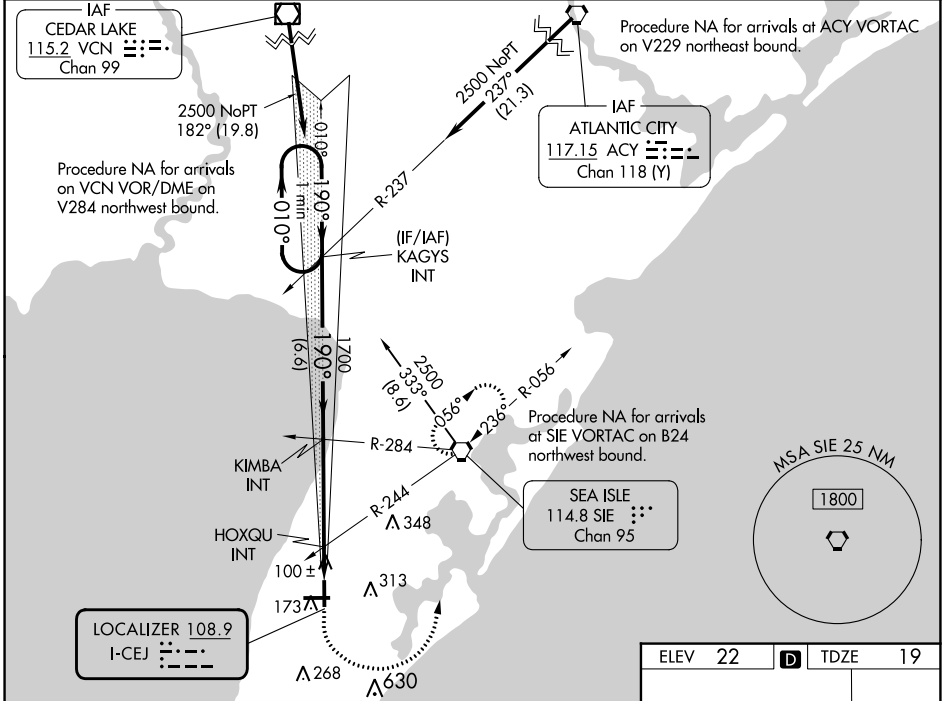 IAF
CEDAR LAKE
115.2 VCN
Chan 99
Procedure NA for arrivals at ACY VORTAC
on V229 northeast bound.
2500 NoPT
237°
(21.3)
IAF
ATLANTIC CITY
117.15 ACY
Chan 118 (Y)
2500 NoPT
182° (19.8)
Procedure NA for arrivals
on VCN VOR/DME on
V284 northwest bound.
010°
190°
1 min
010°
R-237
(IF/IAF)
KAGYS
INT
1700
190°
(6.6)
2500
333°
(8.6)
056°
236°
R-056
Procedure NA for arrivals
at SIE VORTAC on B24
northwest bound.
R-284
KIMBA
INT
R-244
SEA ISLE
114.8 SIE
Chan 95
MSA SIE 25 NM
1800
HOXQU
INT
348
100 ±
313
173
LOCALIZER 108.9
I-CEJ
268
630
ELEV 22 D TDZE 19